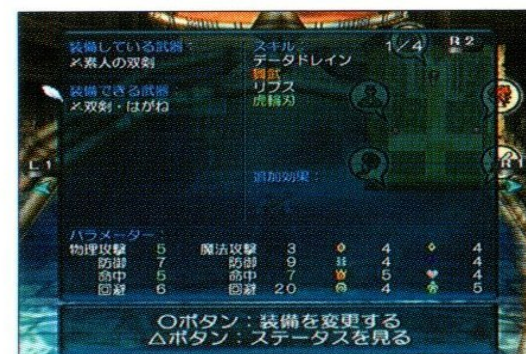 装備している武器：
素人の双剣
装備できる武器：
双剣・はがね
スキル：
データドレイン
舞武
リプス
虎輪刃
追加効果：
1/4
R2
L1
R1
パラメーター：
物理攻撃 5 魔法攻撃 3 4 4
防御 7 防御 9 4 4
命中 5 命中 7 5 4
回避 6 回避 20 4 5
○ボタン：装備を変更する
△ボタン：ステータスを見る